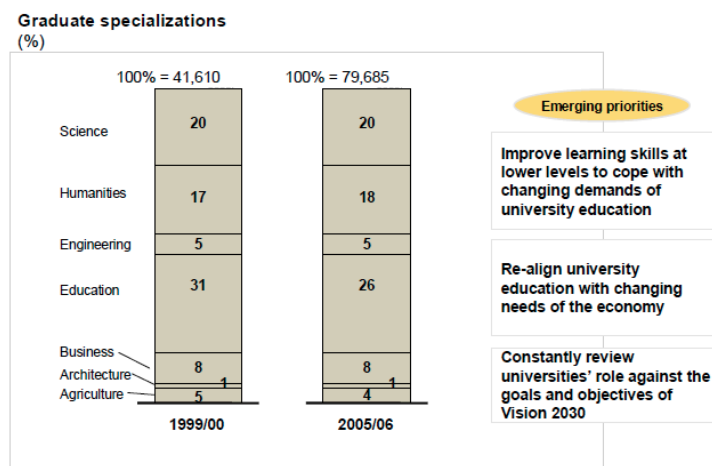 Graduate specializations
(%)
100% = 41,610
100% = 79,685
Emerging priorities
Science
20
20
Improve learning skills at
lower levels to cope with
changing demands of
university education
Humanities
17
18
Engineering
5
5
Education
31
26
Re-align university
education with changing
needs of the economy
Business
8
8
Architecture
1
1
Agriculture
5
4
Constantly review
universities' role against the
goals and objectives of
Vision 2030
1999/00
2005/06